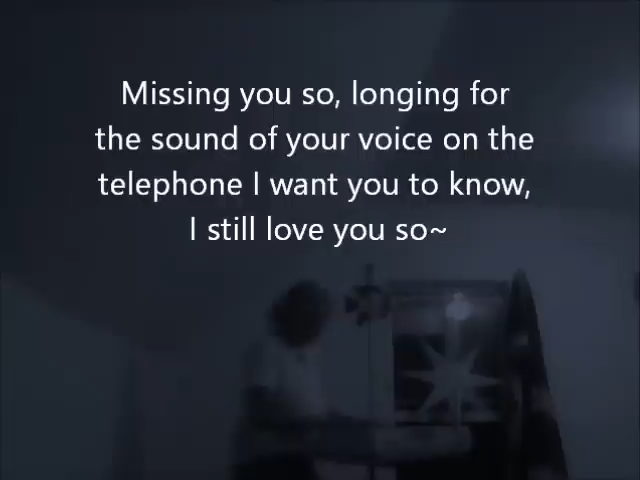 Missing you so, longing for
the sound of your voice on the
telephone I want you to know,
I still love you so~